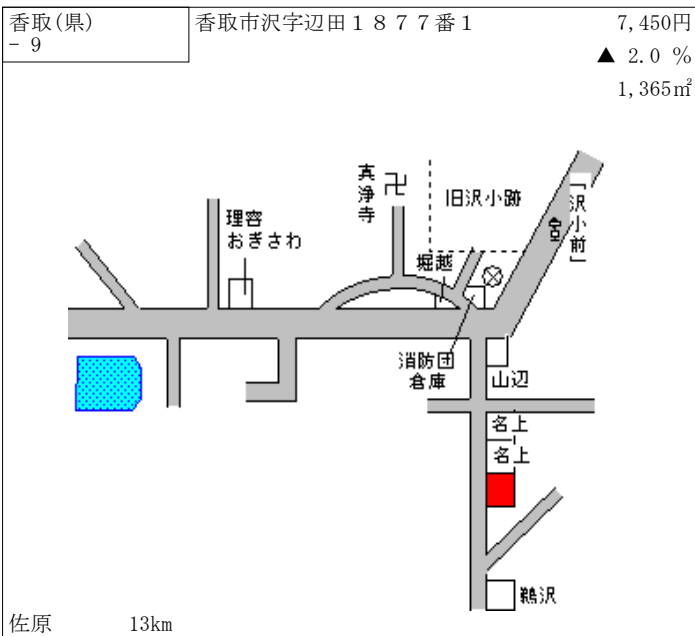 香取(県)
- 9
香取市沢字辺田１８７７番１
7,450円
▲ 2.0 %
1,365㎡
真浄寺
卍
旧沢小跡
「沢小前」
理容
おぎさわ
堀越
消防団
倉庫
山辺
名上
名上
鵜沢
佐原 13km